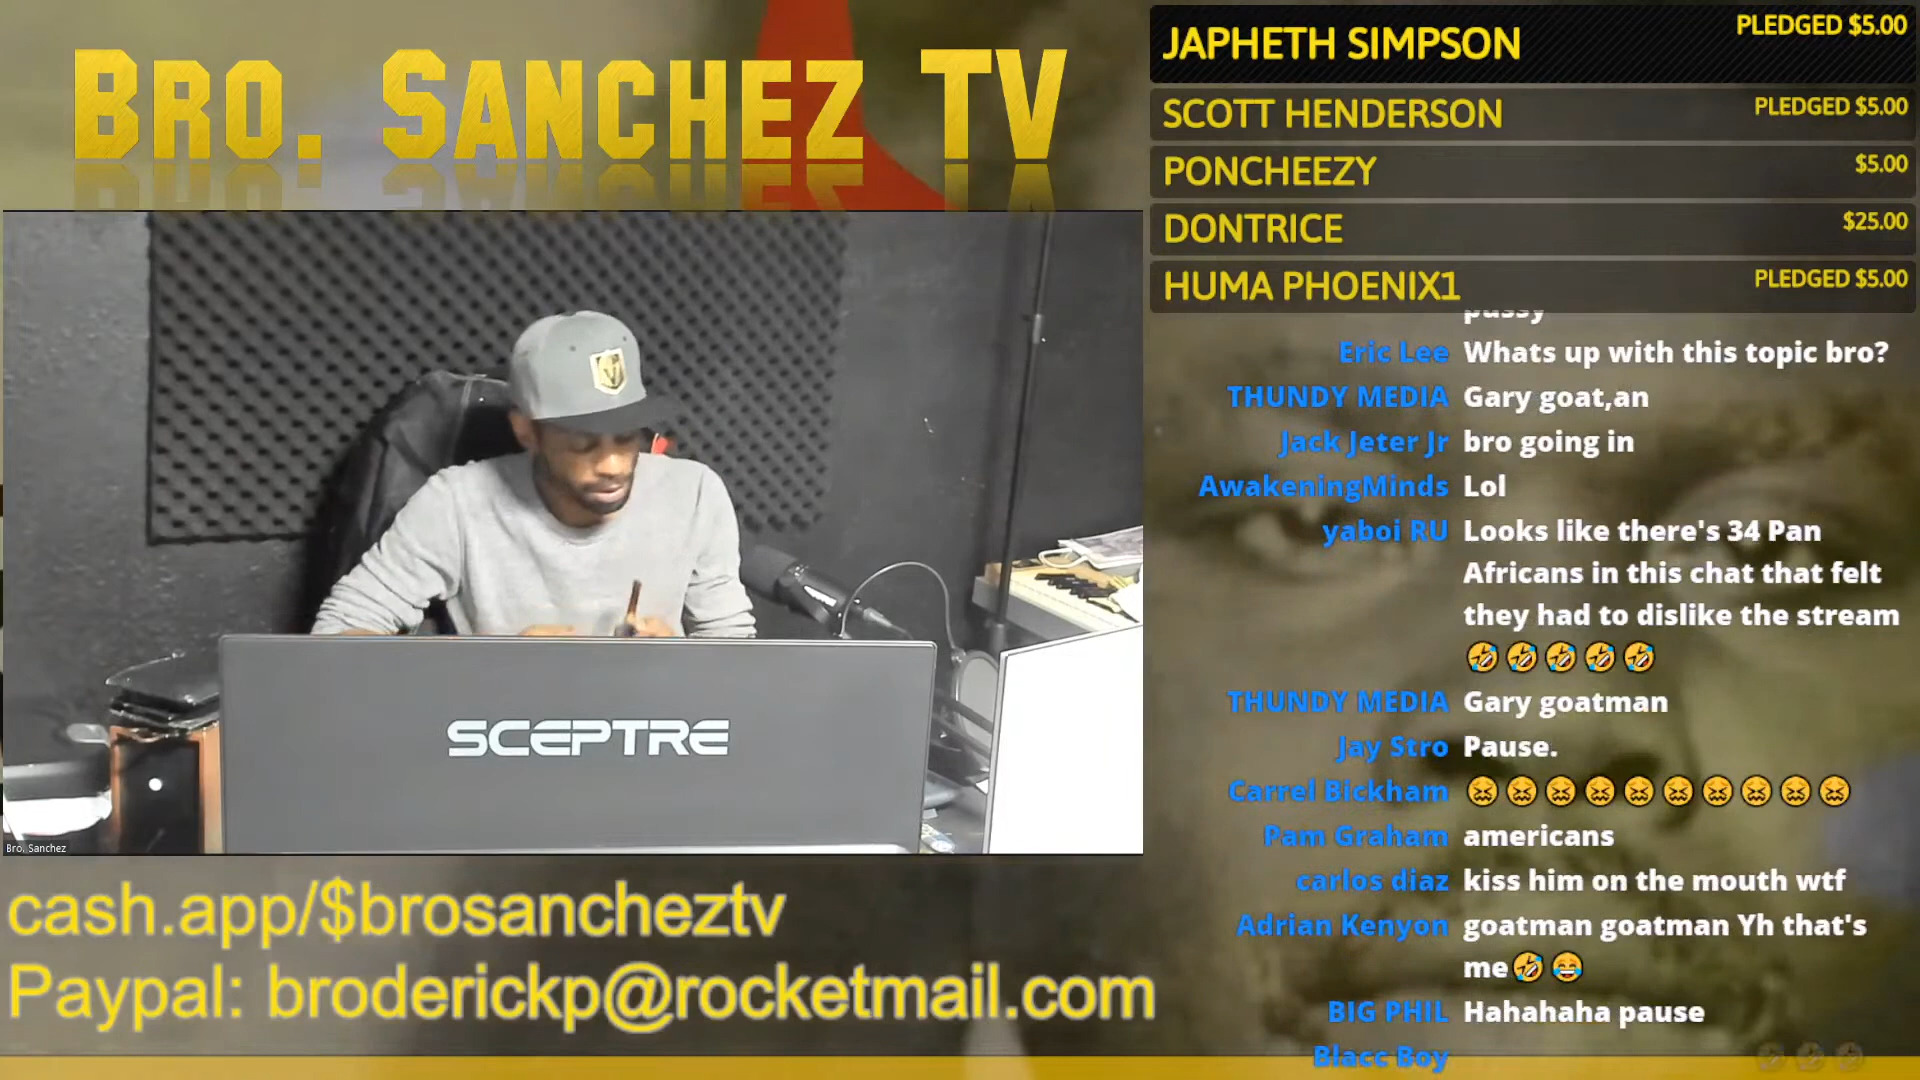 BRO. SANCHEZ TV
JAPHETH SIMPSON PLEDGED $5.00
SCOTT HENDERSON PLEDGED $5.00
PONCHEEZY $5.00
DONTRICE $25.00
HUMA PHOENIX1 PLEDGED $5.00
pussy
Eric Lee Whats up with this topic bro?
THUNDY MEDIA Gary goat,an
Jack Jeter Jr bro going in
AwakeningMinds Lol
yaboi RU Looks like there's 34 Pan
Africans in this chat that felt
they had to dislike the stream
🤣🤣🤣🤣🤣
THUNDY MEDIA Gary goatman
Jay Stro Pause.
Carrel Bickham 😖😖😖😖😖😖😖😖😖😖
Pam Graham americans
carlos diaz kiss him on the mouth wtf
Adrian Kenyon goatman goatman Yh that's
me🤣😂
BIG PHIL Hahahaha pause
Blacc Boy
SCEPTRE
Bro. Sanchez
cash.app/$brosancheztv
Paypal: broderickp@rocketmail.com